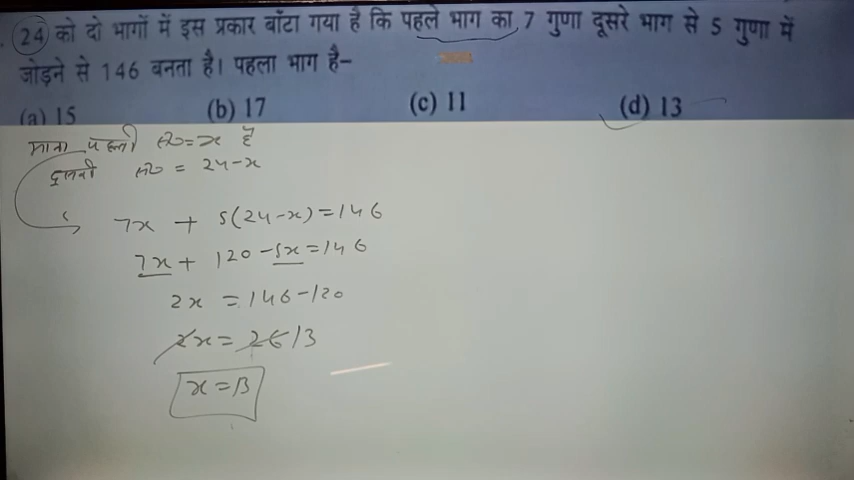 24 को दो भागों में इस प्रकार बाँटा गया है कि पहले भाग का 7 गुणा दूसरे भाग से 5 गुणा में
जोड़ने से 146 बनता है। पहला भाग है–
(a) 15 (b) 17 (c) 11 (d) 13
माना पहली = x है
दूसरी = 24-x
7x + 5(24-x) = 146
7x + 120 - 5x = 146
2x = 146-120
2x = 26 13
x = 13